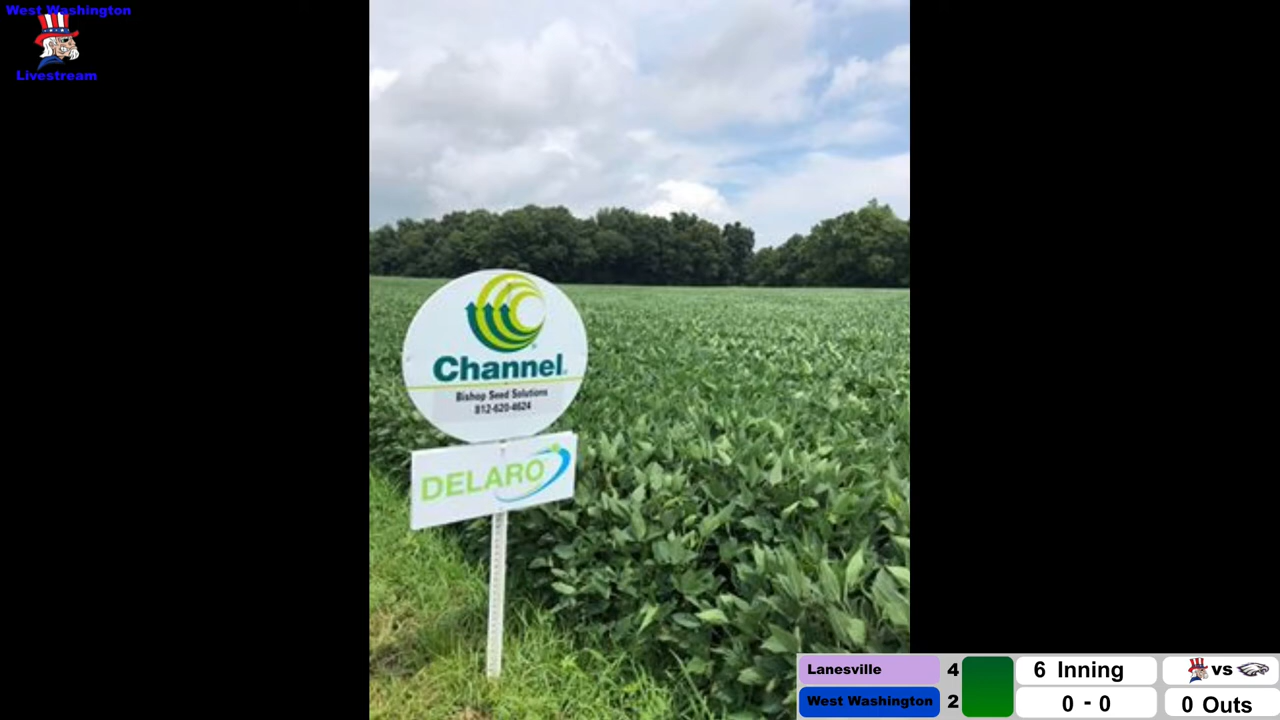 West Washington
Livestream
Channel
Bishop Seed Solutions
812-620-4624
DELARO
Lanesville 4
West Washington 2
6 Inning
0 - 0
vs
0 Outs